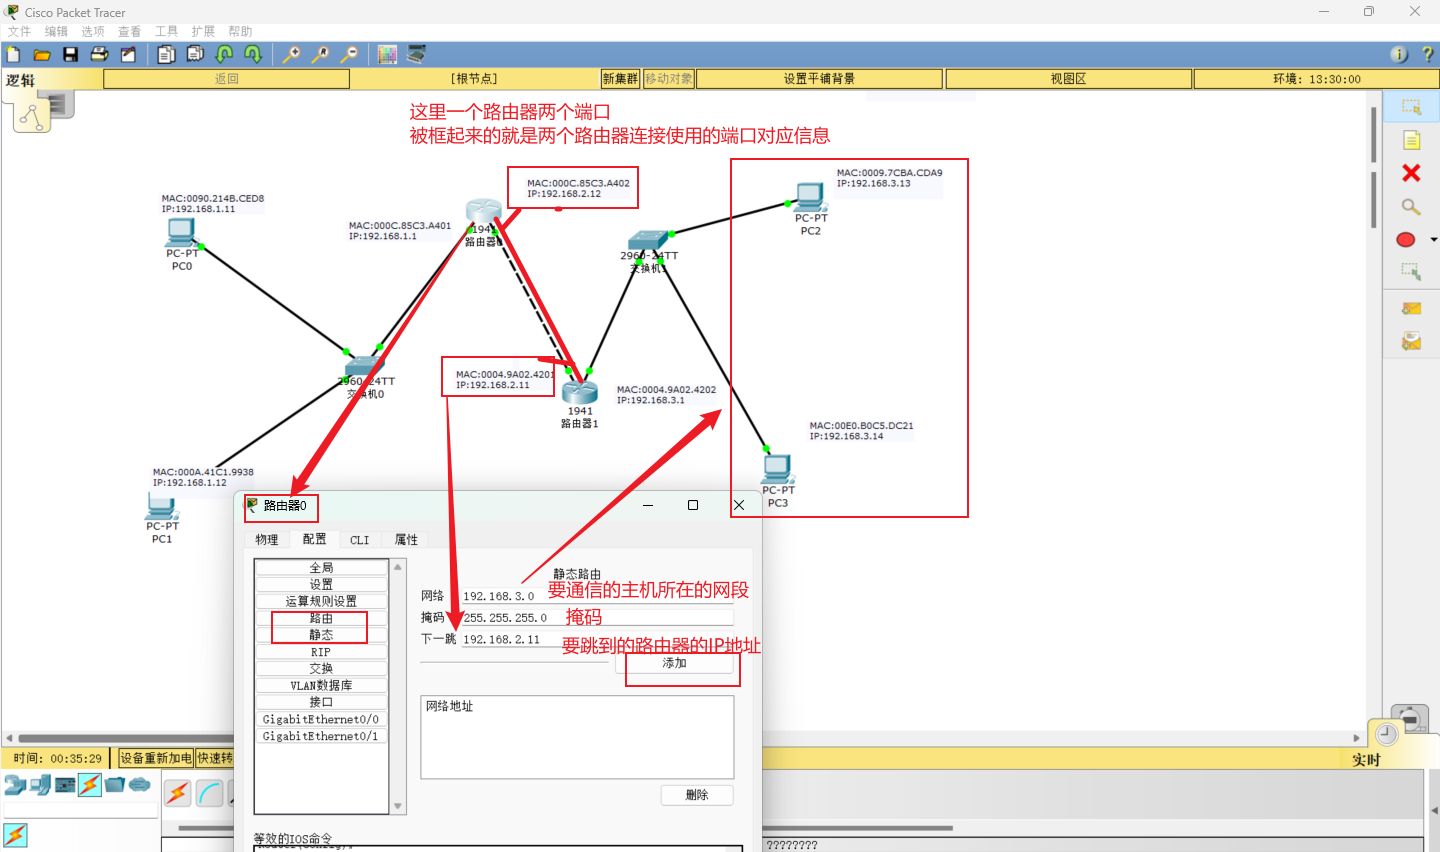 Cisco Packet Tracer
文件 编辑 选项 查看 工具 扩展 帮助
逻辑 返回 [根节点] 新集群 移动对象 设置平铺背景 视图区 环境: 13:30:00
这里一个路由器两个端口
被框起来的就是两个路由器连接使用的端口对应信息
MAC:0009.7CBA.CDA9
IP:192.168.3.13
MAC:000C.85C3.A402
IP:192.168.2.12
MAC:0090.214B.CED8
IP:192.168.1.11
PC-PT
PC2
MAC:000C.85C3.A401
IP:192.168.1.1
1941
路由器0
PC-PT
PC0
2960-24TT
交换机1
MAC:0004.9A02.4201
IP:192.168.2.11
2960-24TT
交换机0
MAC:0004.9A02.4202
IP:192.168.3.1
1941
路由器1
MAC:00E0.B0C5.DC21
IP:192.168.3.14
MAC:000A.41C1.9938
IP:192.168.1.12
PC-PT
PC3
PC-PT
PC1
路由器0
物理 配置 CLI 属性
全局
设置
运算规则设置
路由
静态
RIP
交换
VLAN数据库
接口
GigabitEthernet0/0
GigabitEthernet0/1
静态路由
网络 192.168.3.0 要通信的主机所在的网段
掩码 255.255.255.0 掩码
下一跳 192.168.2.11 要跳到的路由器的IP地址
添加
网络地址
删除
等效的IOS命令
时间: 00:35:29 设备重新加电 快速转
实时
????????